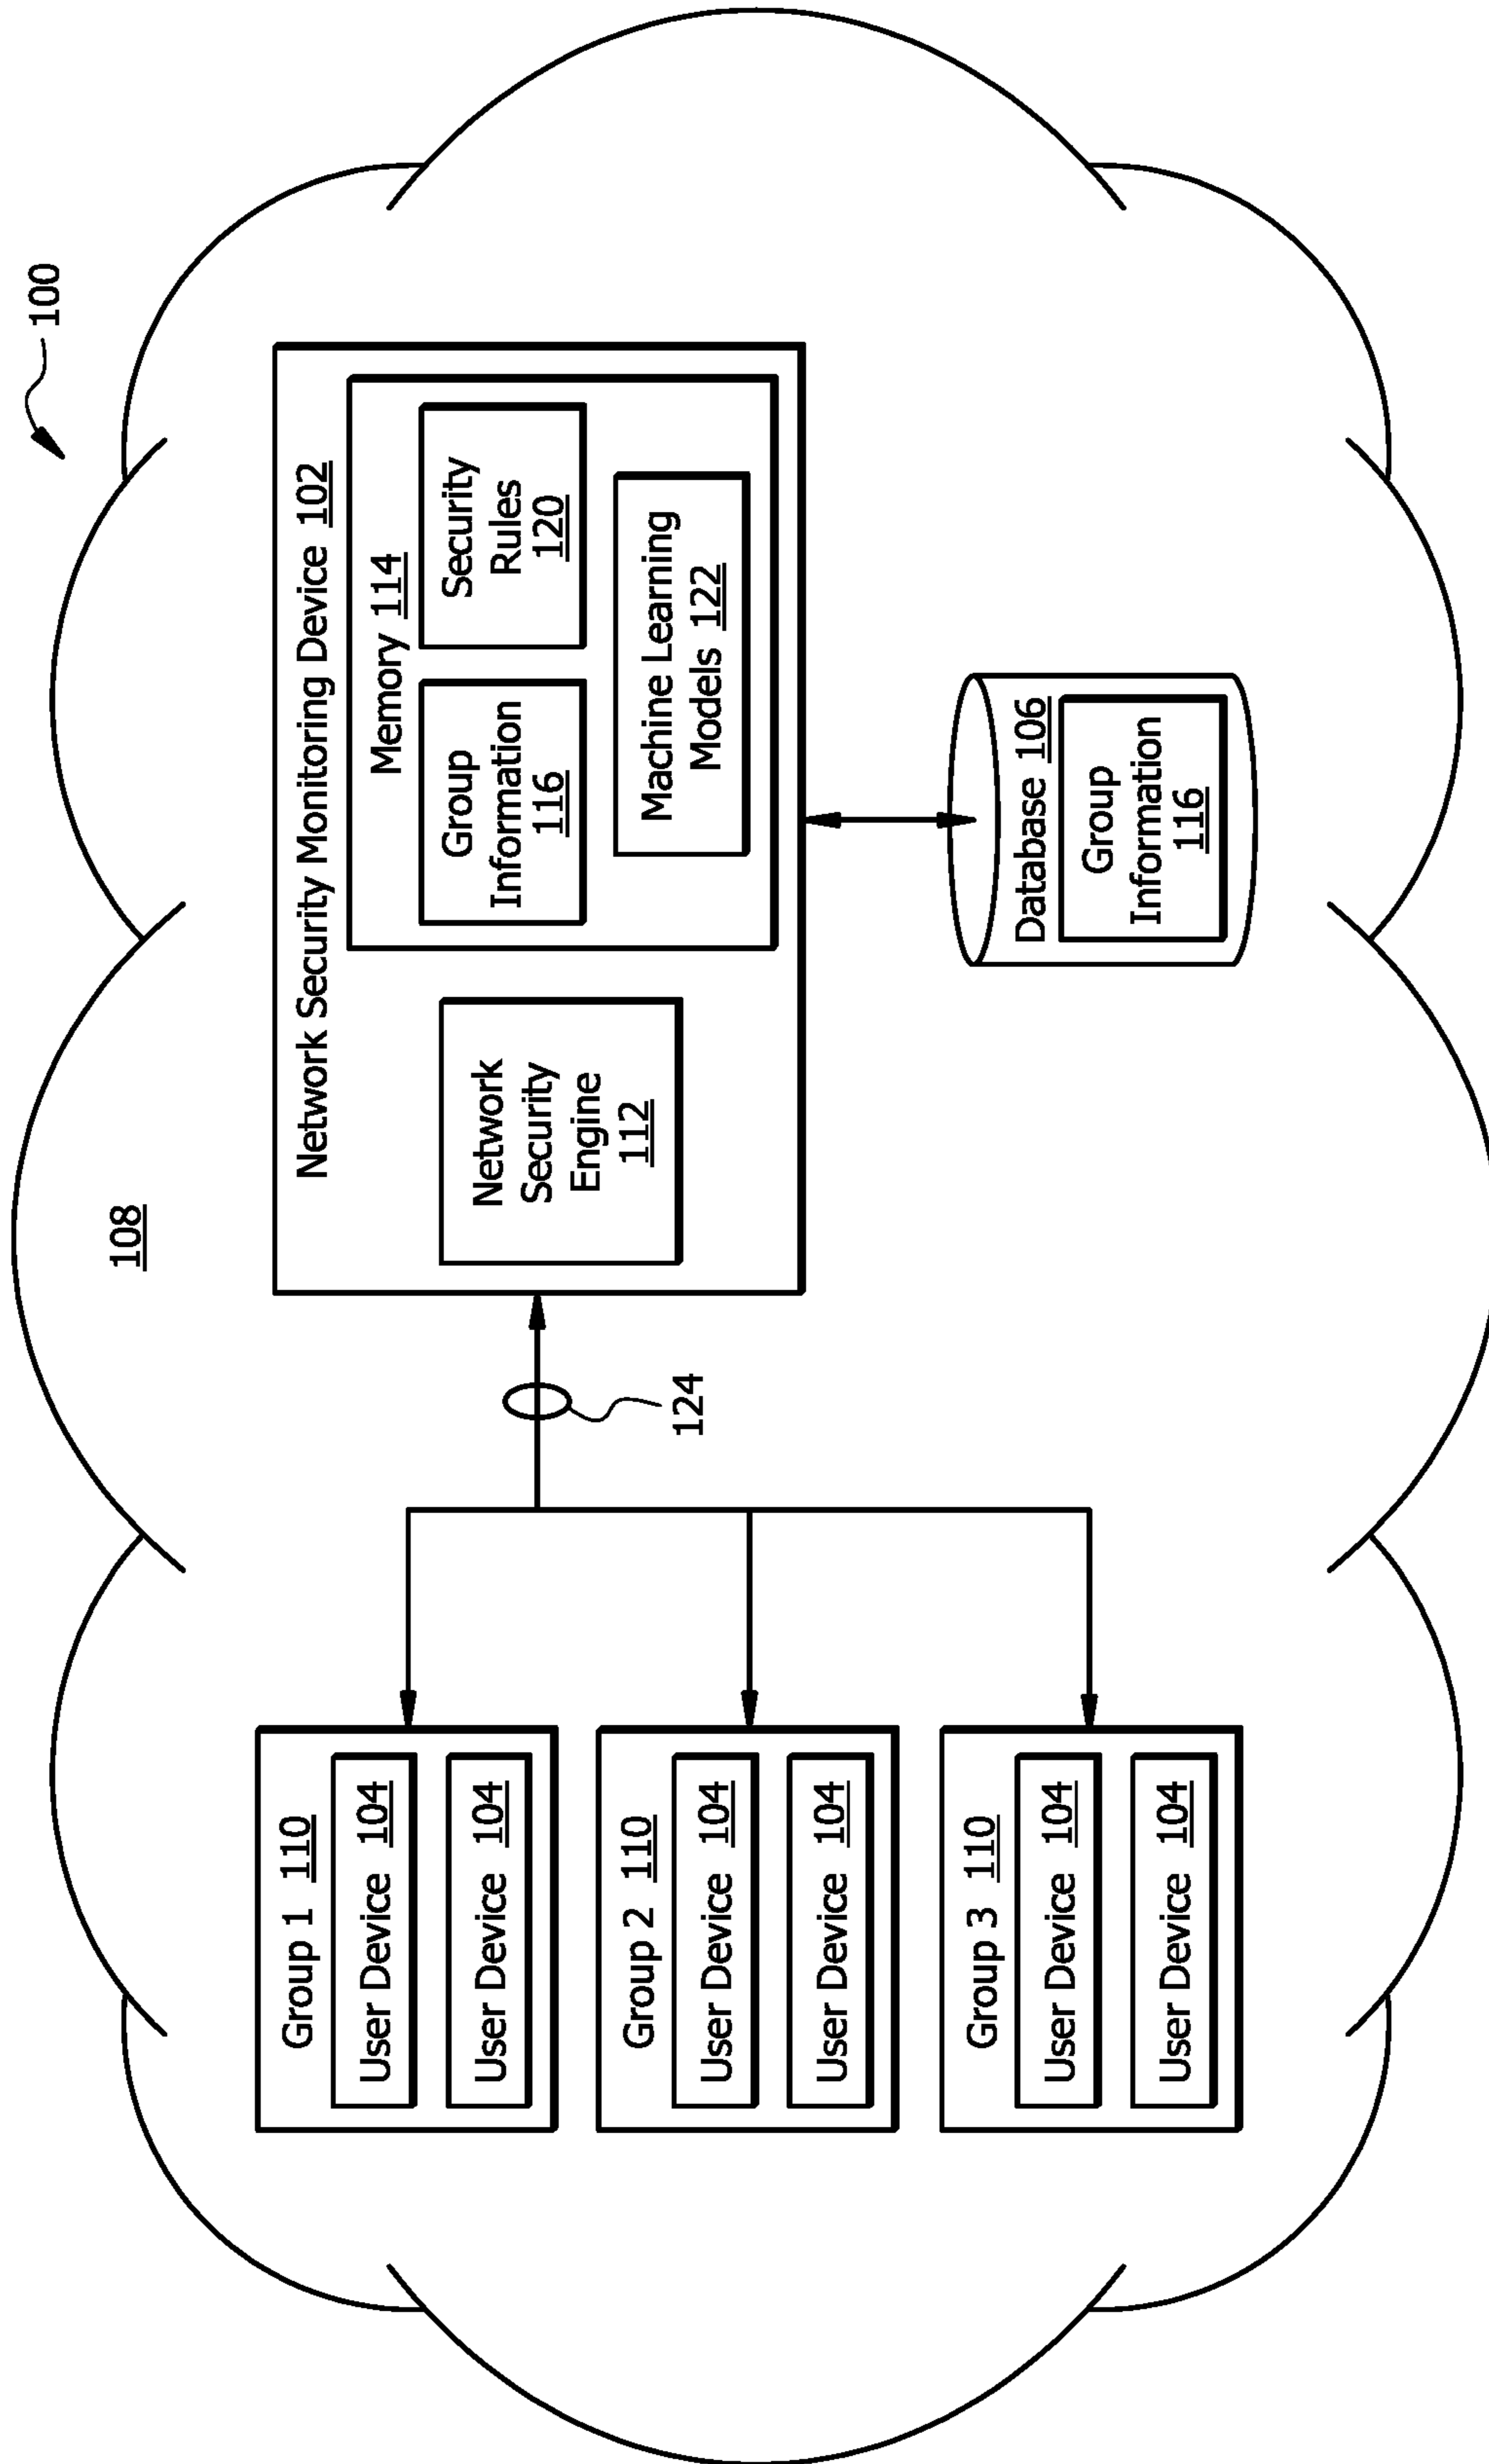 100
108
Group 1 110
User Device 104
User Device 104
Group 2 110
User Device 104
User Device 104
Group 3 110
User Device 104
User Device 104
124
Network Security Monitoring Device 102
Network
Security
Engine
112
Memory 114
Group
Information
116
Security
Rules
120
Machine Learning
Models 122
Database 106
Group
Information
116